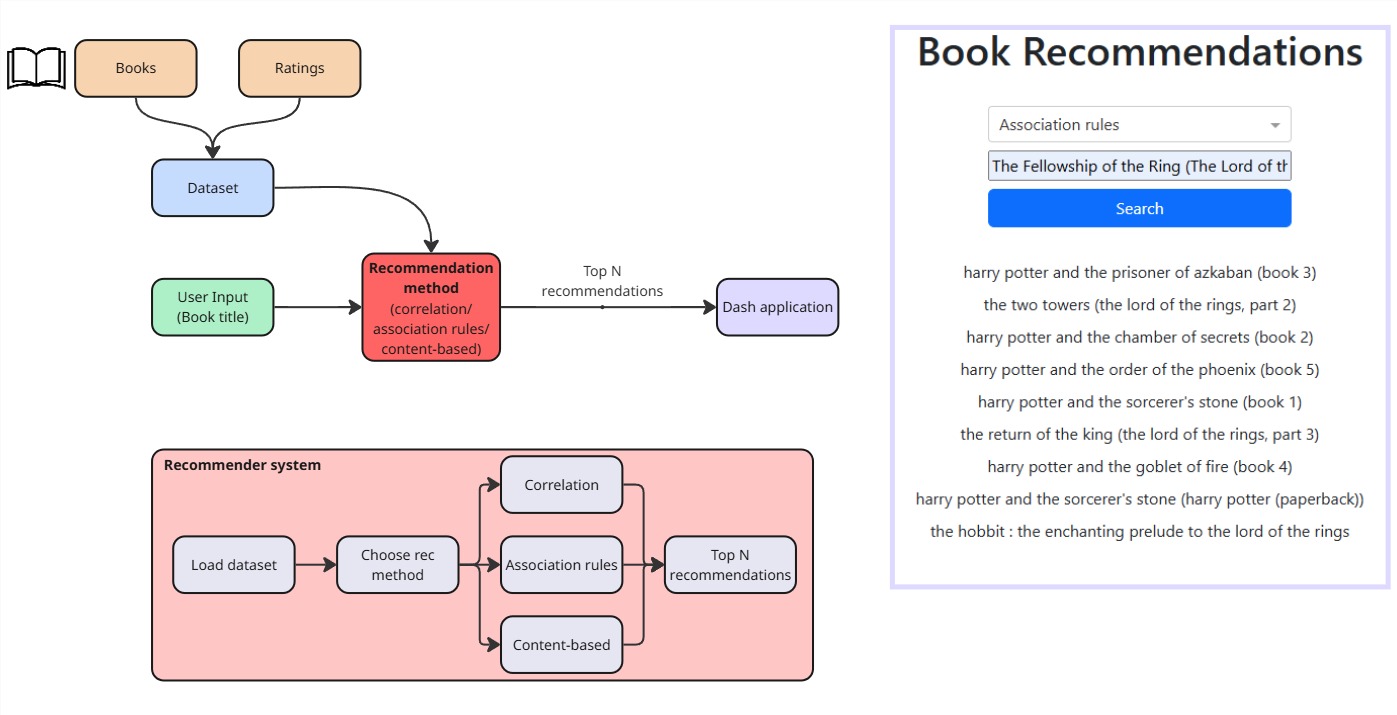 Books
Ratings
Dataset
User Input
(Book title)
Recommendation
method
(correlation/
association rules/
content-based)
Top N
recommendations
Dash application
Recommender system
Load dataset
Choose rec
method
Correlation
Association rules
Content-based
Top N
recommendations
Book Recommendations
Association rules
The Fellowship of the Ring (The Lord of th
Search
harry potter and the prisoner of azkaban (book 3)
the two towers (the lord of the rings, part 2)
harry potter and the chamber of secrets (book 2)
harry potter and the order of the phoenix (book 5)
harry potter and the sorcerer's stone (book 1)
the return of the king (the lord of the rings, part 3)
harry potter and the goblet of fire (book 4)
harry potter and the sorcerer's stone (harry potter (paperback))
the hobbit : the enchanting prelude to the lord of the rings